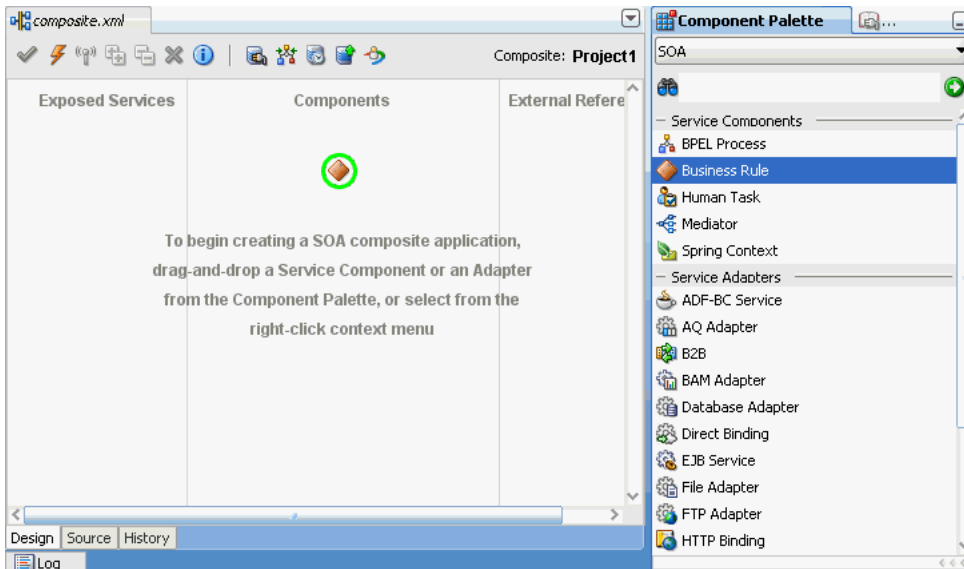 composite.xml
Composite: Project1
Exposed Services
Components
External Refere
To begin creating a SOA composite application,
drag-and-drop a Service Component or an Adapter
from the Component Palette, or select from the
right-click context menu
Design
Source
History
Log
Component Palette
...
SOA
Service Components
BPEL Process
Business Rule
Human Task
Mediator
Spring Context
Service Adapters
ADF-BC Service
AQ Adapter
B2B
BAM Adapter
Database Adapter
Direct Binding
EJB Service
File Adapter
FTP Adapter
HTTP Binding